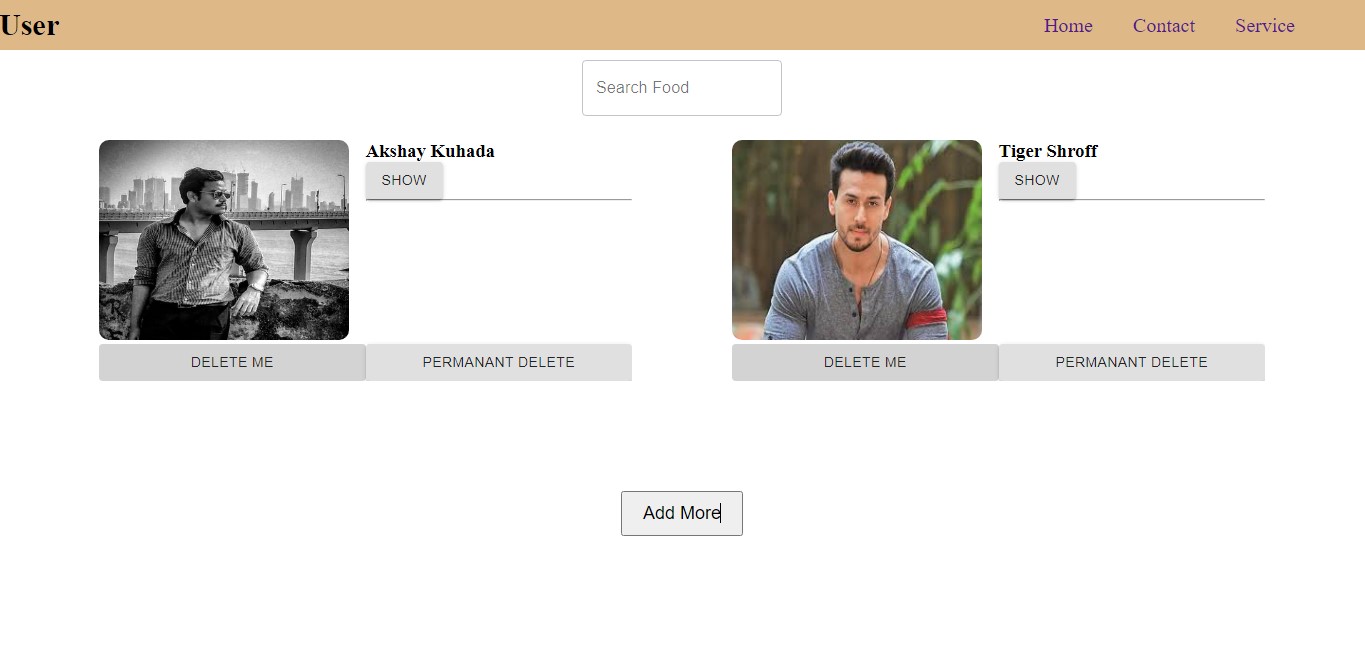 User
Home
Contact
Service
Search Food
Akshay Kuhada
SHOW
DELETE ME
PERMANANT DELETE
Tiger Shroff
SHOW
DELETE ME
PERMANANT DELETE
Add More